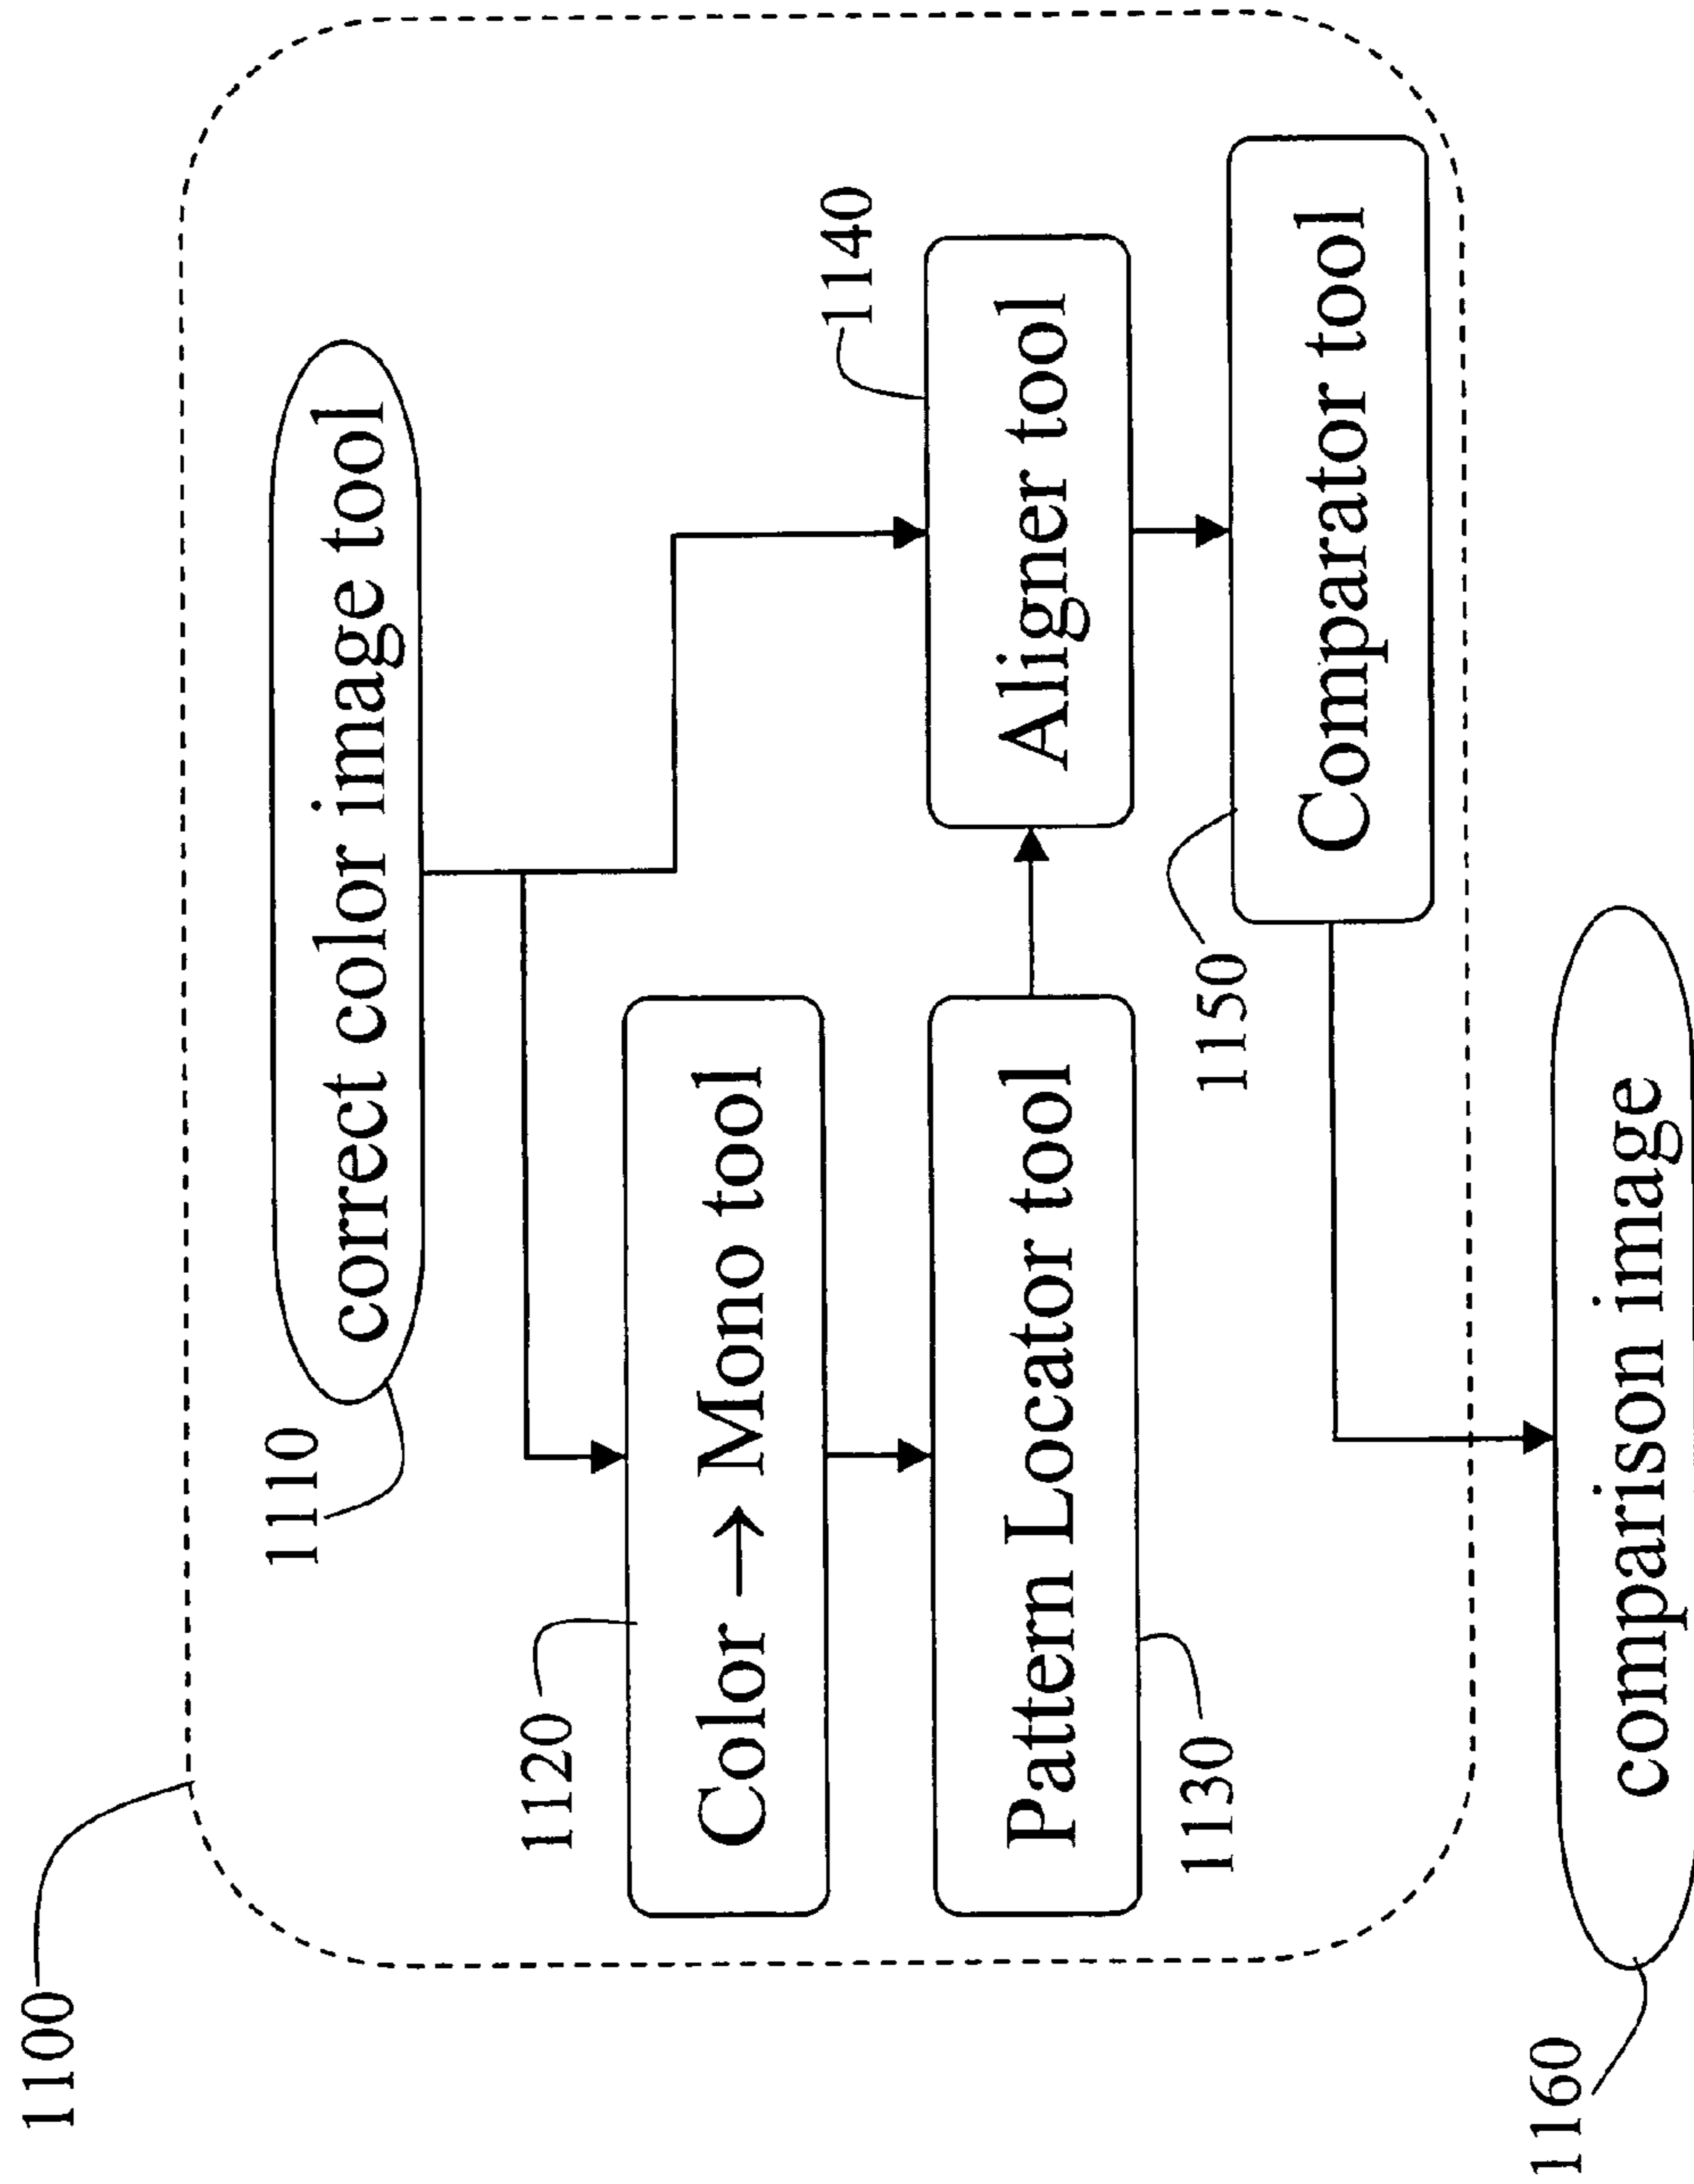 1100
1110
correct color image tool
1120
Color → Mono tool
1140
Pattern Locator tool
Aligner tool
1130
1150
Comparator tool
1160
comparison image